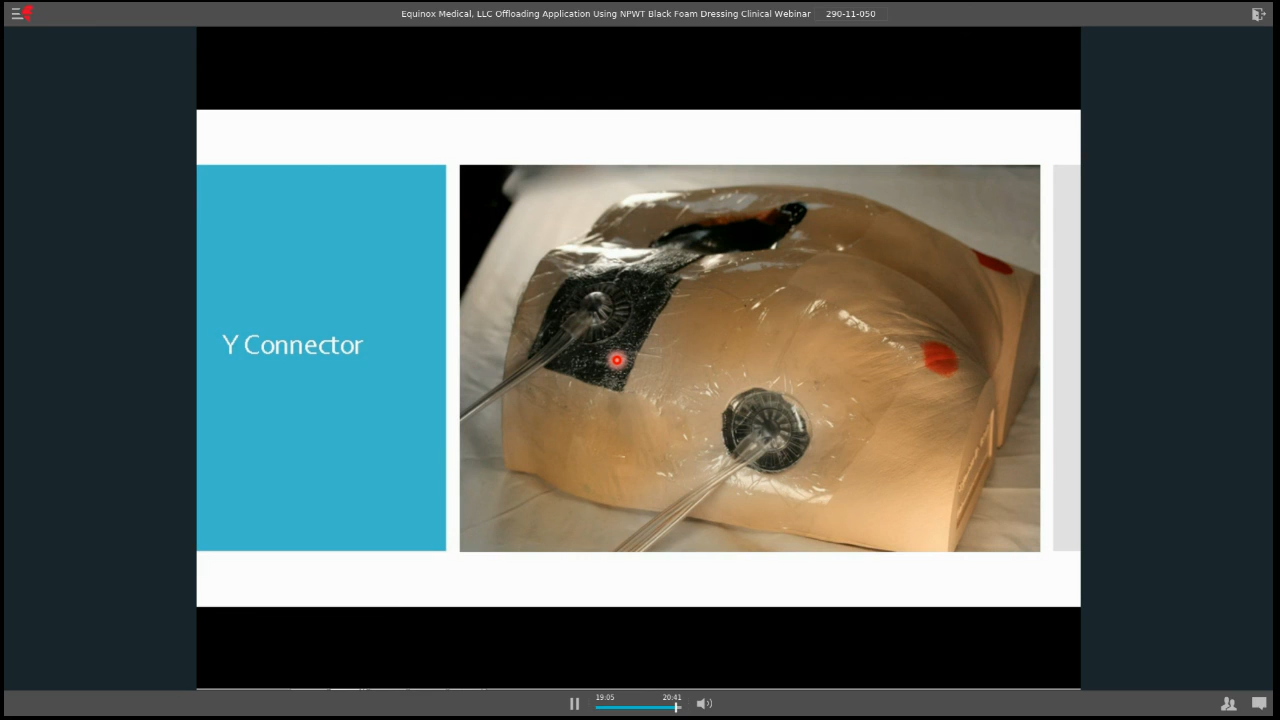 Equinox Medical, LLC Offloading Application Using NPWT Black Foam Dressing Clinical Webinar 290-11-050
Y Connector
19:05 20:41